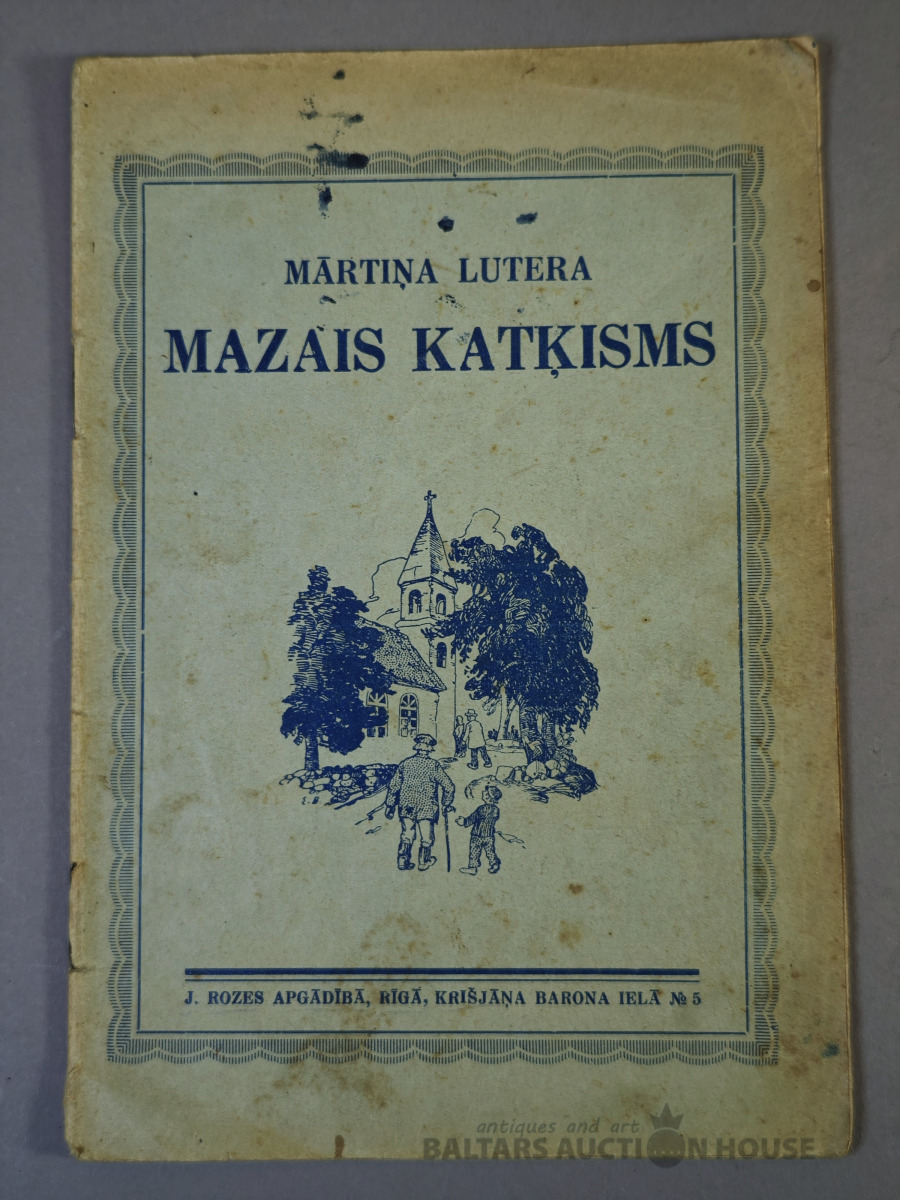 MĀRTIŅA LUTERA
MAZAIS KATĶISMS
J. ROZES APGĀDĪBĀ, RĪGĀ, KRIŠJĀŅA BARONA IELĀ № 5
antiques and art
BALTARS AUCTION HOUSE